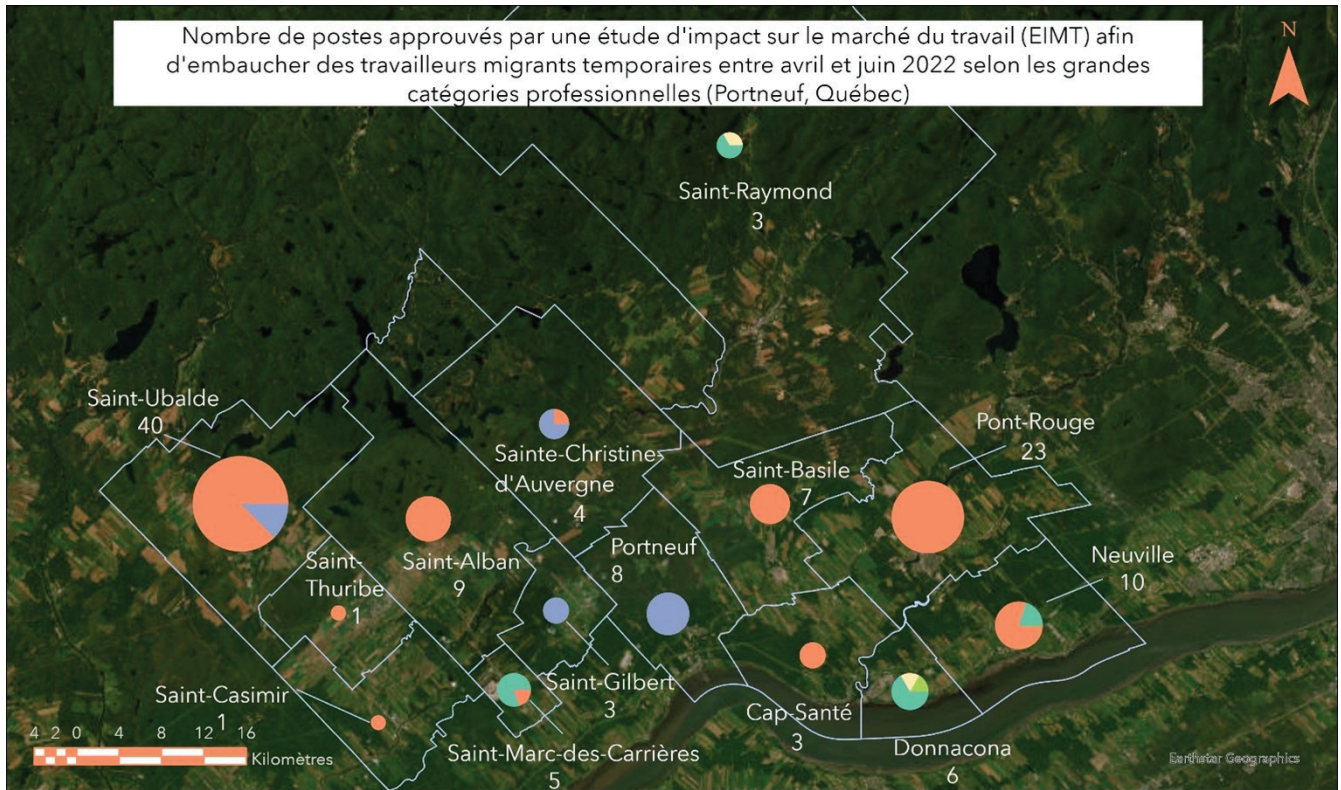 Nombre de postes approuvés par une étude d'impact sur le marché du travail (EIMT) afin
d'embaucher des travailleurs migrants temporaires entre avril et juin 2022 selon les grandes
catégories professionnelles (Portneuf, Québec)
N
Saint-Raymond
3
Saint-Ubalde
40
Sainte-Christine-
d'Auvergne
4
Saint-Basile
7
Pont-Rouge
23
Saint-
Thuribe
1
Saint-Alban
9
Portneuf
8
Neuville
10
Saint-Casimir
1
Saint-Gilbert
3
Cap-Santé
3
Saint-Marc-des-Carrières
5
Donnacona
6
4 2 0 4 8 12 16
Kilomètres
Earthstar Geographics